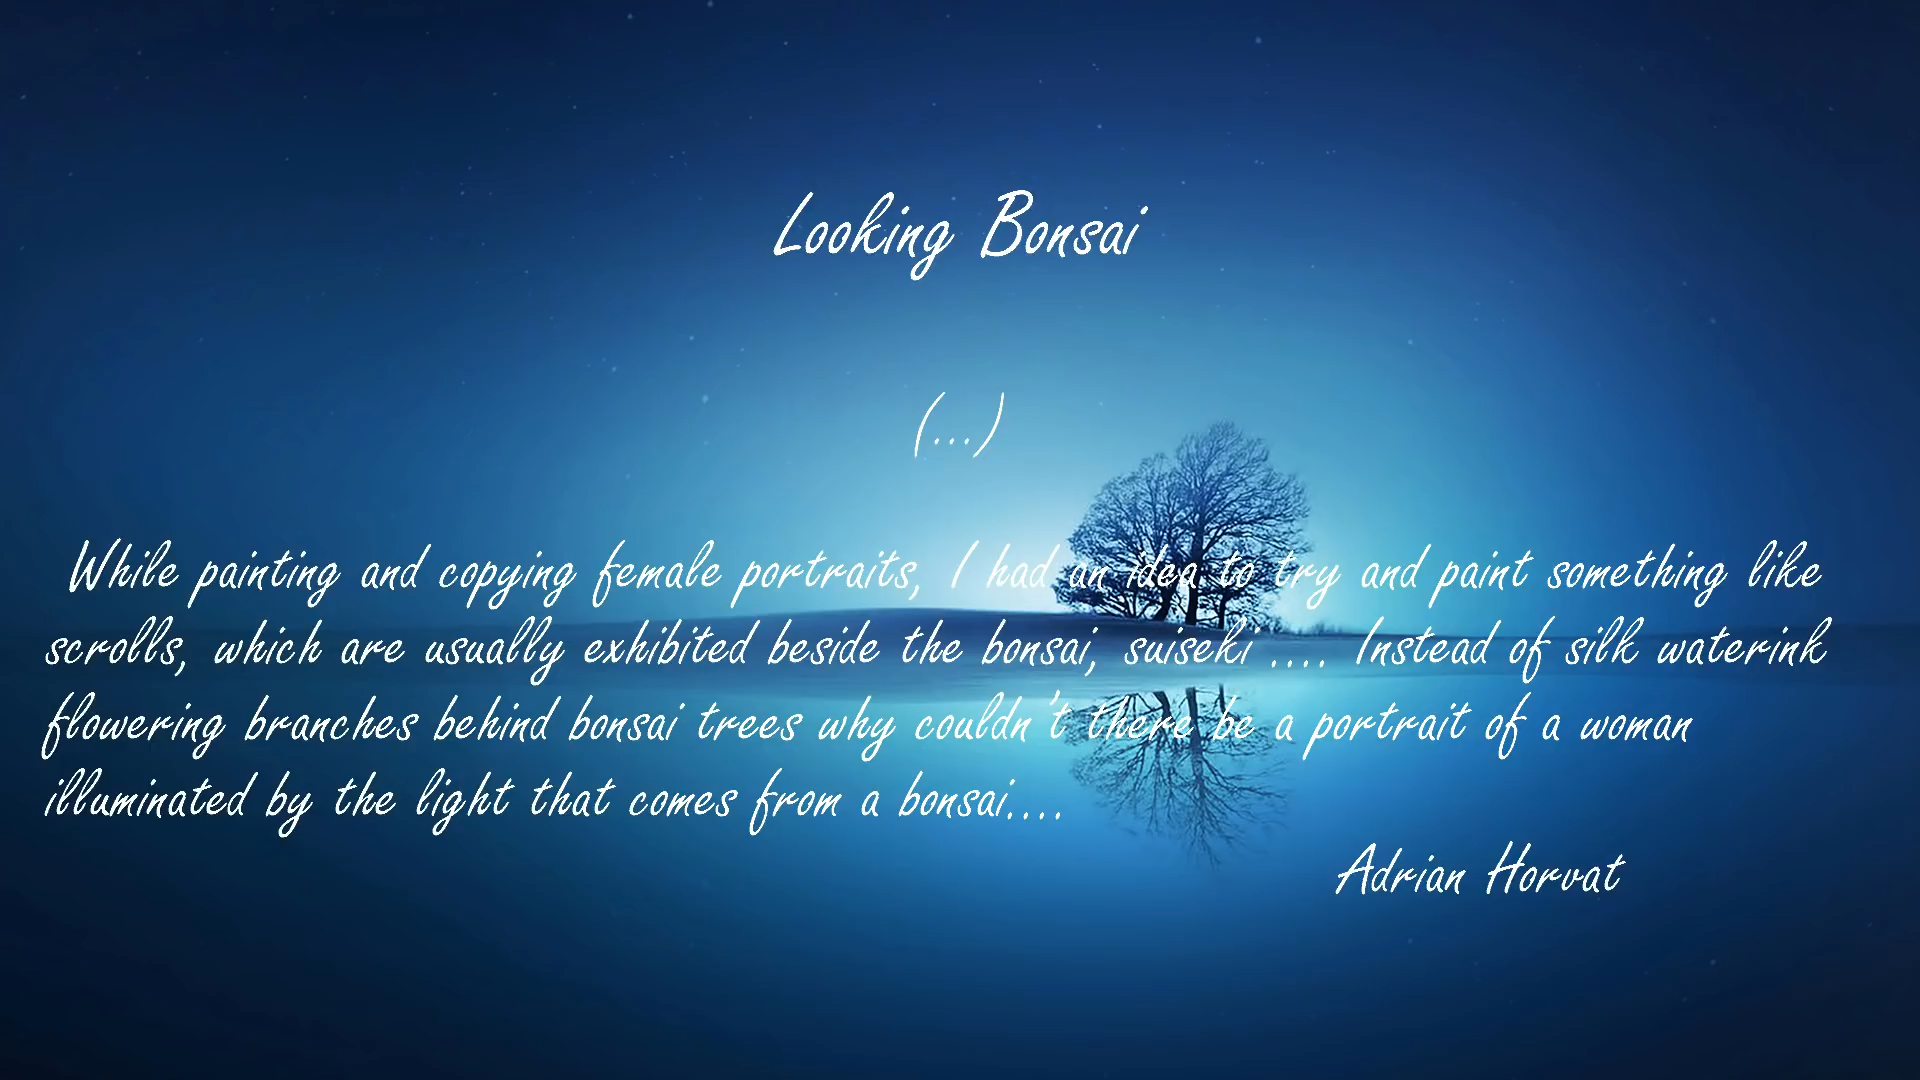 Looking Bonsai
(...)
While painting and copying female portraits, I had an idea to try and paint something like
scrolls, which are usually exhibited beside the bonsai, suiseki .... Instead of silk waterink
flowering branches behind bonsai trees why couldn't there be a portrait of a woman
illuminated by the light that comes from a bonsai....
Adrian Horvat